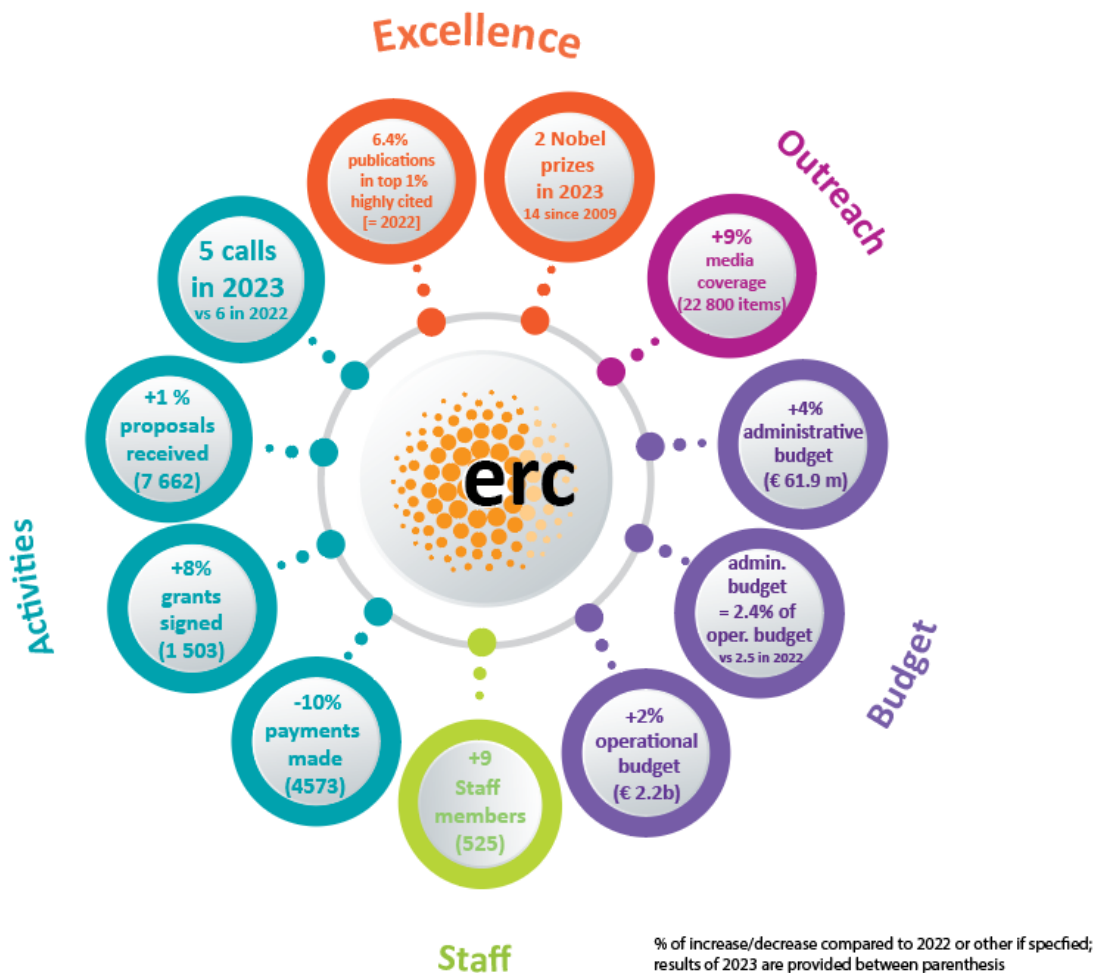 Excellence
6.4%
publications
in top 1%
highly cited
[= 2022]
2 Nobel
prizes
in 2023
14 since 2009
Outreach
+9%
media
coverage
(22 800 items)
5 calls
in 2023
vs 6 in 2022
+1 %
proposals
received
(7 662)
+4%
administrative
budget
(€ 61.9 m)
erc
Activities
+8%
grants
signed
(1 503)
admin.
budget
= 2.4% of
oper. budget
vs 2.5 in 2022
Budget
-10%
payments
made
(4573)
+9
Staff
members
(525)
+2%
operational
budget
(€ 2.2b)
Staff
% of increase/decrease compared to 2022 or other if specfied;
results of 2023 are provided between parenthesis